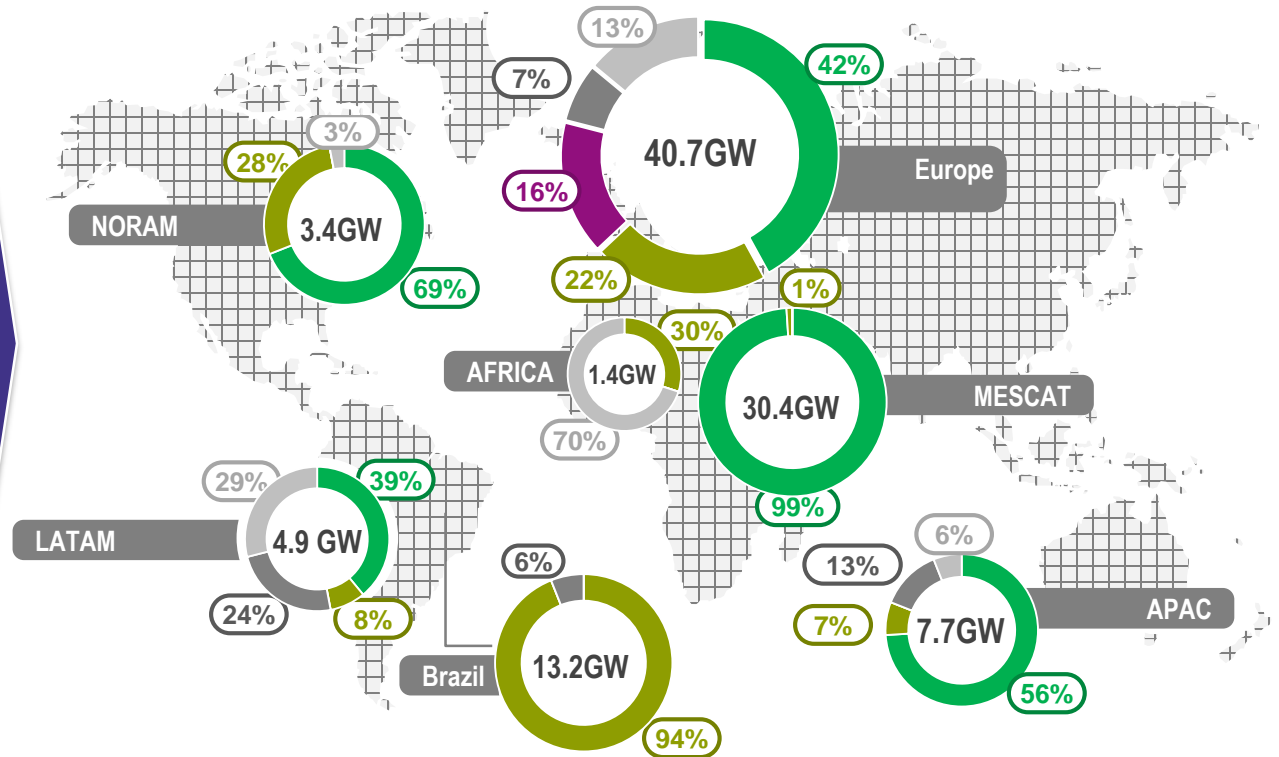 13%
42%
7%
40.7GW
16%
22%
Europe
3%
28%
NORAM
3.4GW
69%
1%
30%
AFRICA
1.4GW
70%
30.4GW
MESCAT
99%
29%
39%
LATAM
4.9 GW
24%
8%
6%
Brazil
13.2GW
94%
6%
13%
7%
7.7GW
APAC
56%